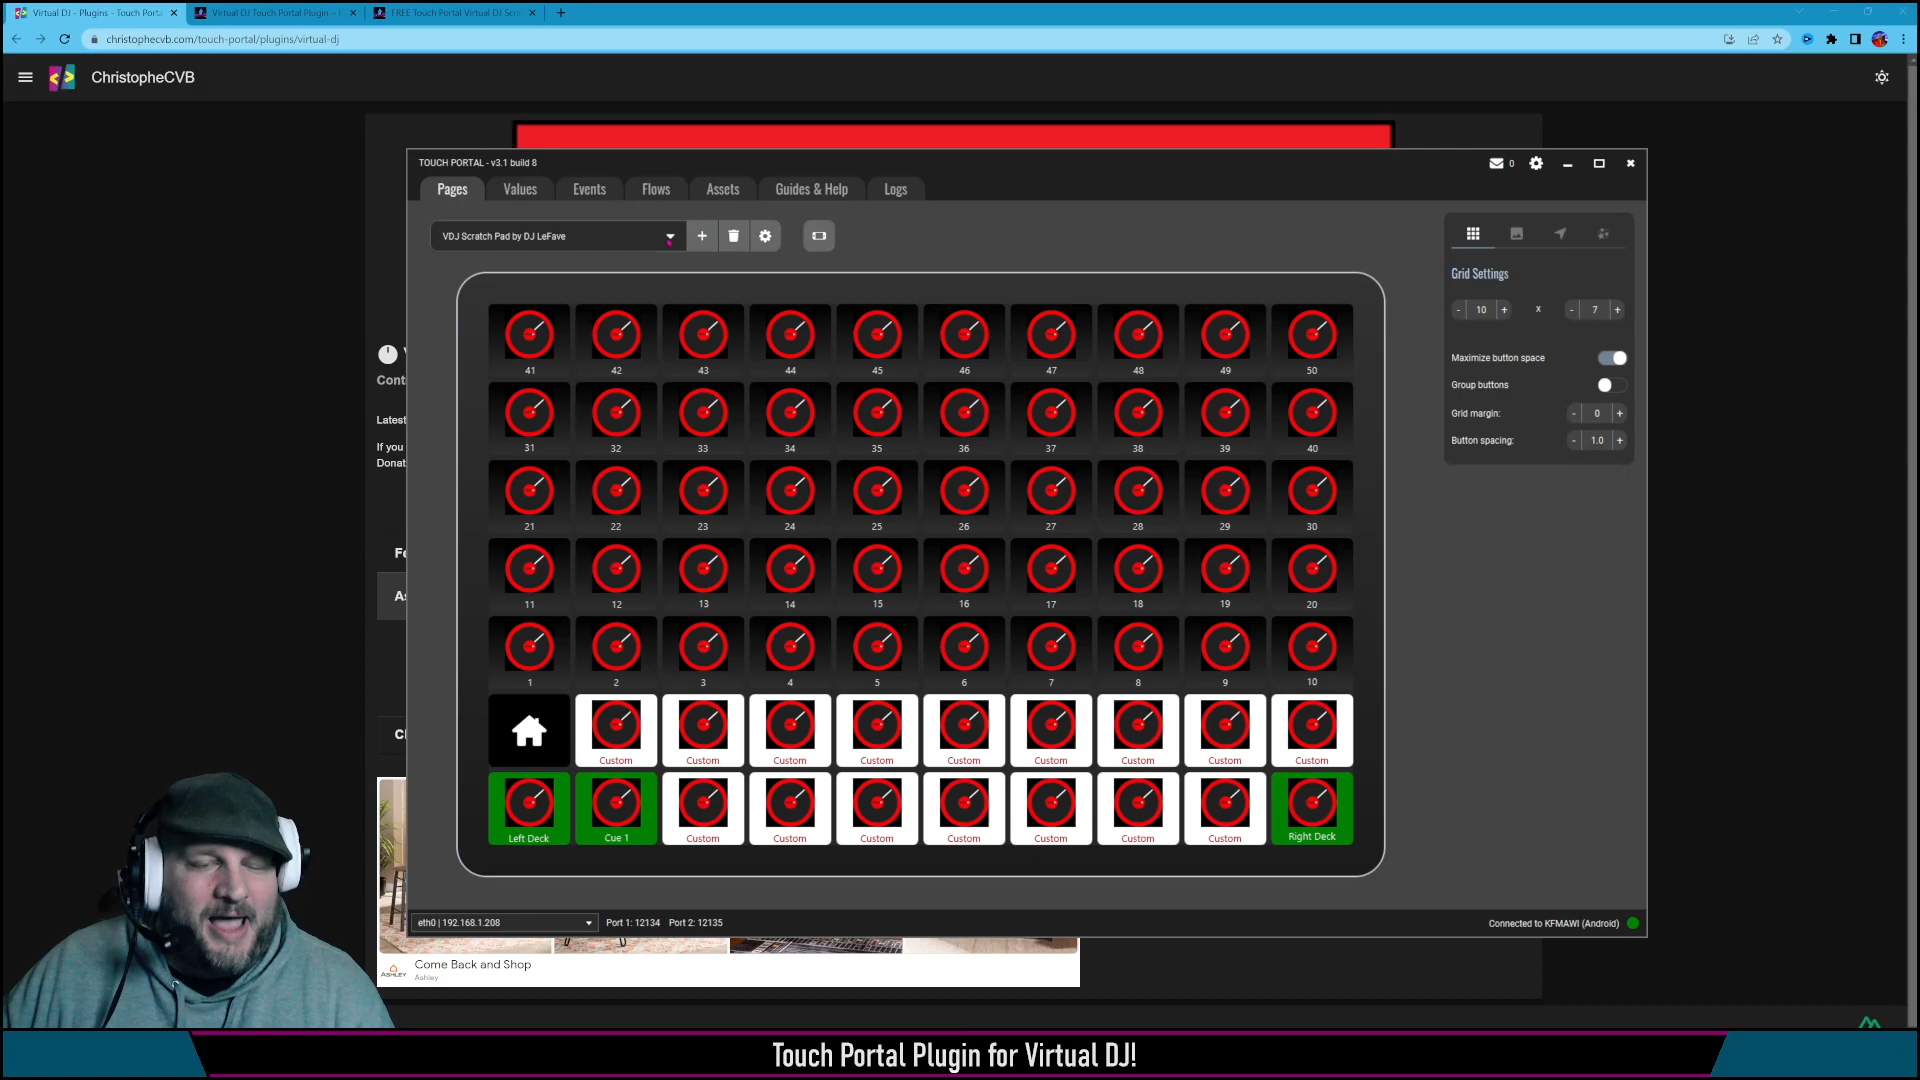 Virtual DJ - Plugins - Touch Porta
Virtual DJ Touch Portal Plugin -
FREE Touch Portal Virtual DJ Scra
christophecvb.com/touch-portal/plugins/virtual-dj
ChristopheCVB
TOUCH PORTAL - v3.1 build 8
0
Pages
Values
Events
Flows
Assets
Guides & Help
Logs
VDJ Scratch Pad by DJ LeFave
Grid Settings
- 10 + x - 7 +
Maximize button space
Group buttons
Grid margin: - 0 +
Button spacing: - 1.0 +
41 42 43 44 45 46 47 48 49 50
31 32 33 34 35 36 37 38 39 40
21 22 23 24 25 26 27 28 29 30
11 12 13 14 15 16 17 18 19 20
1 2 3 4 5 6 7 8 9 10
Custom Custom Custom Custom Custom Custom Custom Custom Custom
Left Deck Cue 1 Custom Custom Custom Custom Custom Custom Custom Right Deck
Cont
Latest
If you
Donat
Fe
As
Cl
eth0 | 192.168.1.208
Port 1: 12134 Port 2: 12135
Connected to KFMAWI (Android)
ASHLEY
Come Back and Shop
Ashley
Touch Portal Plugin for Virtual DJ!